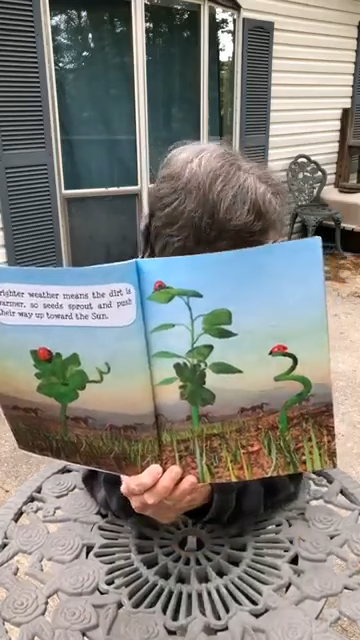 righter weather means the dirt is
warmer, so seeds sprout and push
their way up toward the Sun.